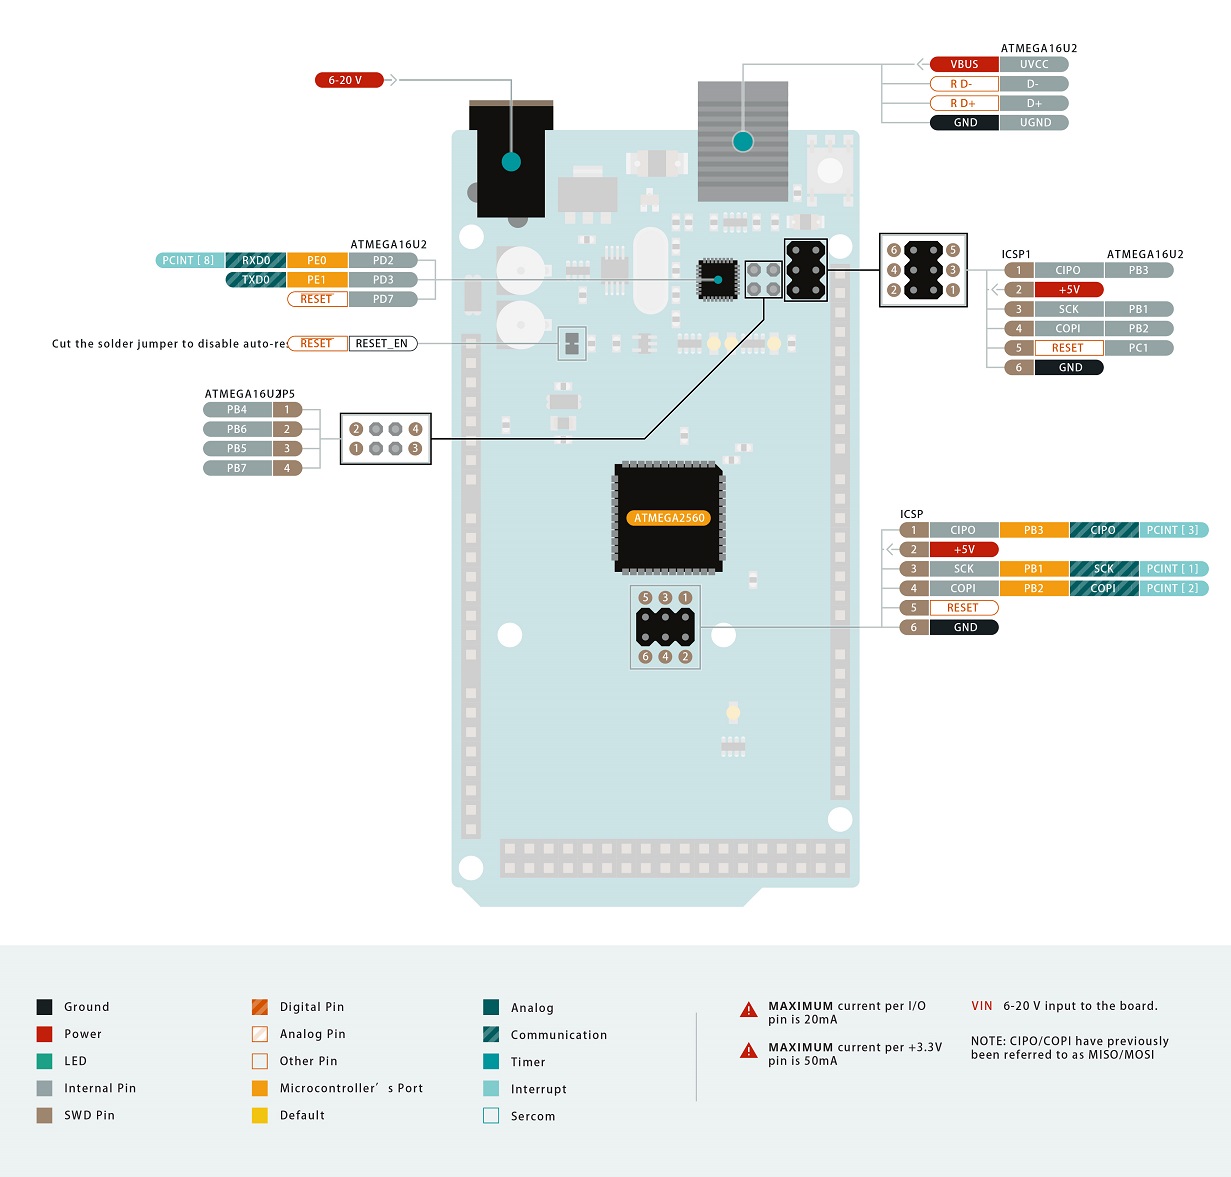 ATMEGA16U2
6-20 V
VBUS UVCC
R D- D-
R D+ D+
GND UGND
ATMEGA16U2
PCINT [ 8] RXD0 PE0 PD2
TXD0 PE1 PD3
RESET PD7
Cut the solder jumper to disable auto-res RESET RESET_EN
6 5
4 3
2 1
ICSP1 ATMEGA16U2
1 CIPO PB3
2 +5V
3 SCK PB1
4 COPI PB2
5 RESET PC1
6 GND
ATMEGA16U2 JP5
PB4 1
PB6 2
PB5 3
PB7 4
2 4
1 3
ATMEGA2560
5 3 1
6 4 2
ICSP
1 CIPO PB3 CIPO PCINT [ 3]
2 +5V
3 SCK PB1 SCK PCINT [ 1]
4 COPI PB2 COPI PCINT [ 2]
5 RESET
6 GND
Ground
Power
LED
Internal Pin
SWD Pin
Digital Pin
Analog Pin
Other Pin
Microcontroller' s Port
Default
Analog
Communication
Timer
Interrupt
Sercom
MAXIMUM current per I/O
pin is 20mA
MAXIMUM current per +3.3V
pin is 50mA
VIN 6-20 V input to the board.
NOTE: CIPO/COPI have previously
been referred to as MISO/MOSI